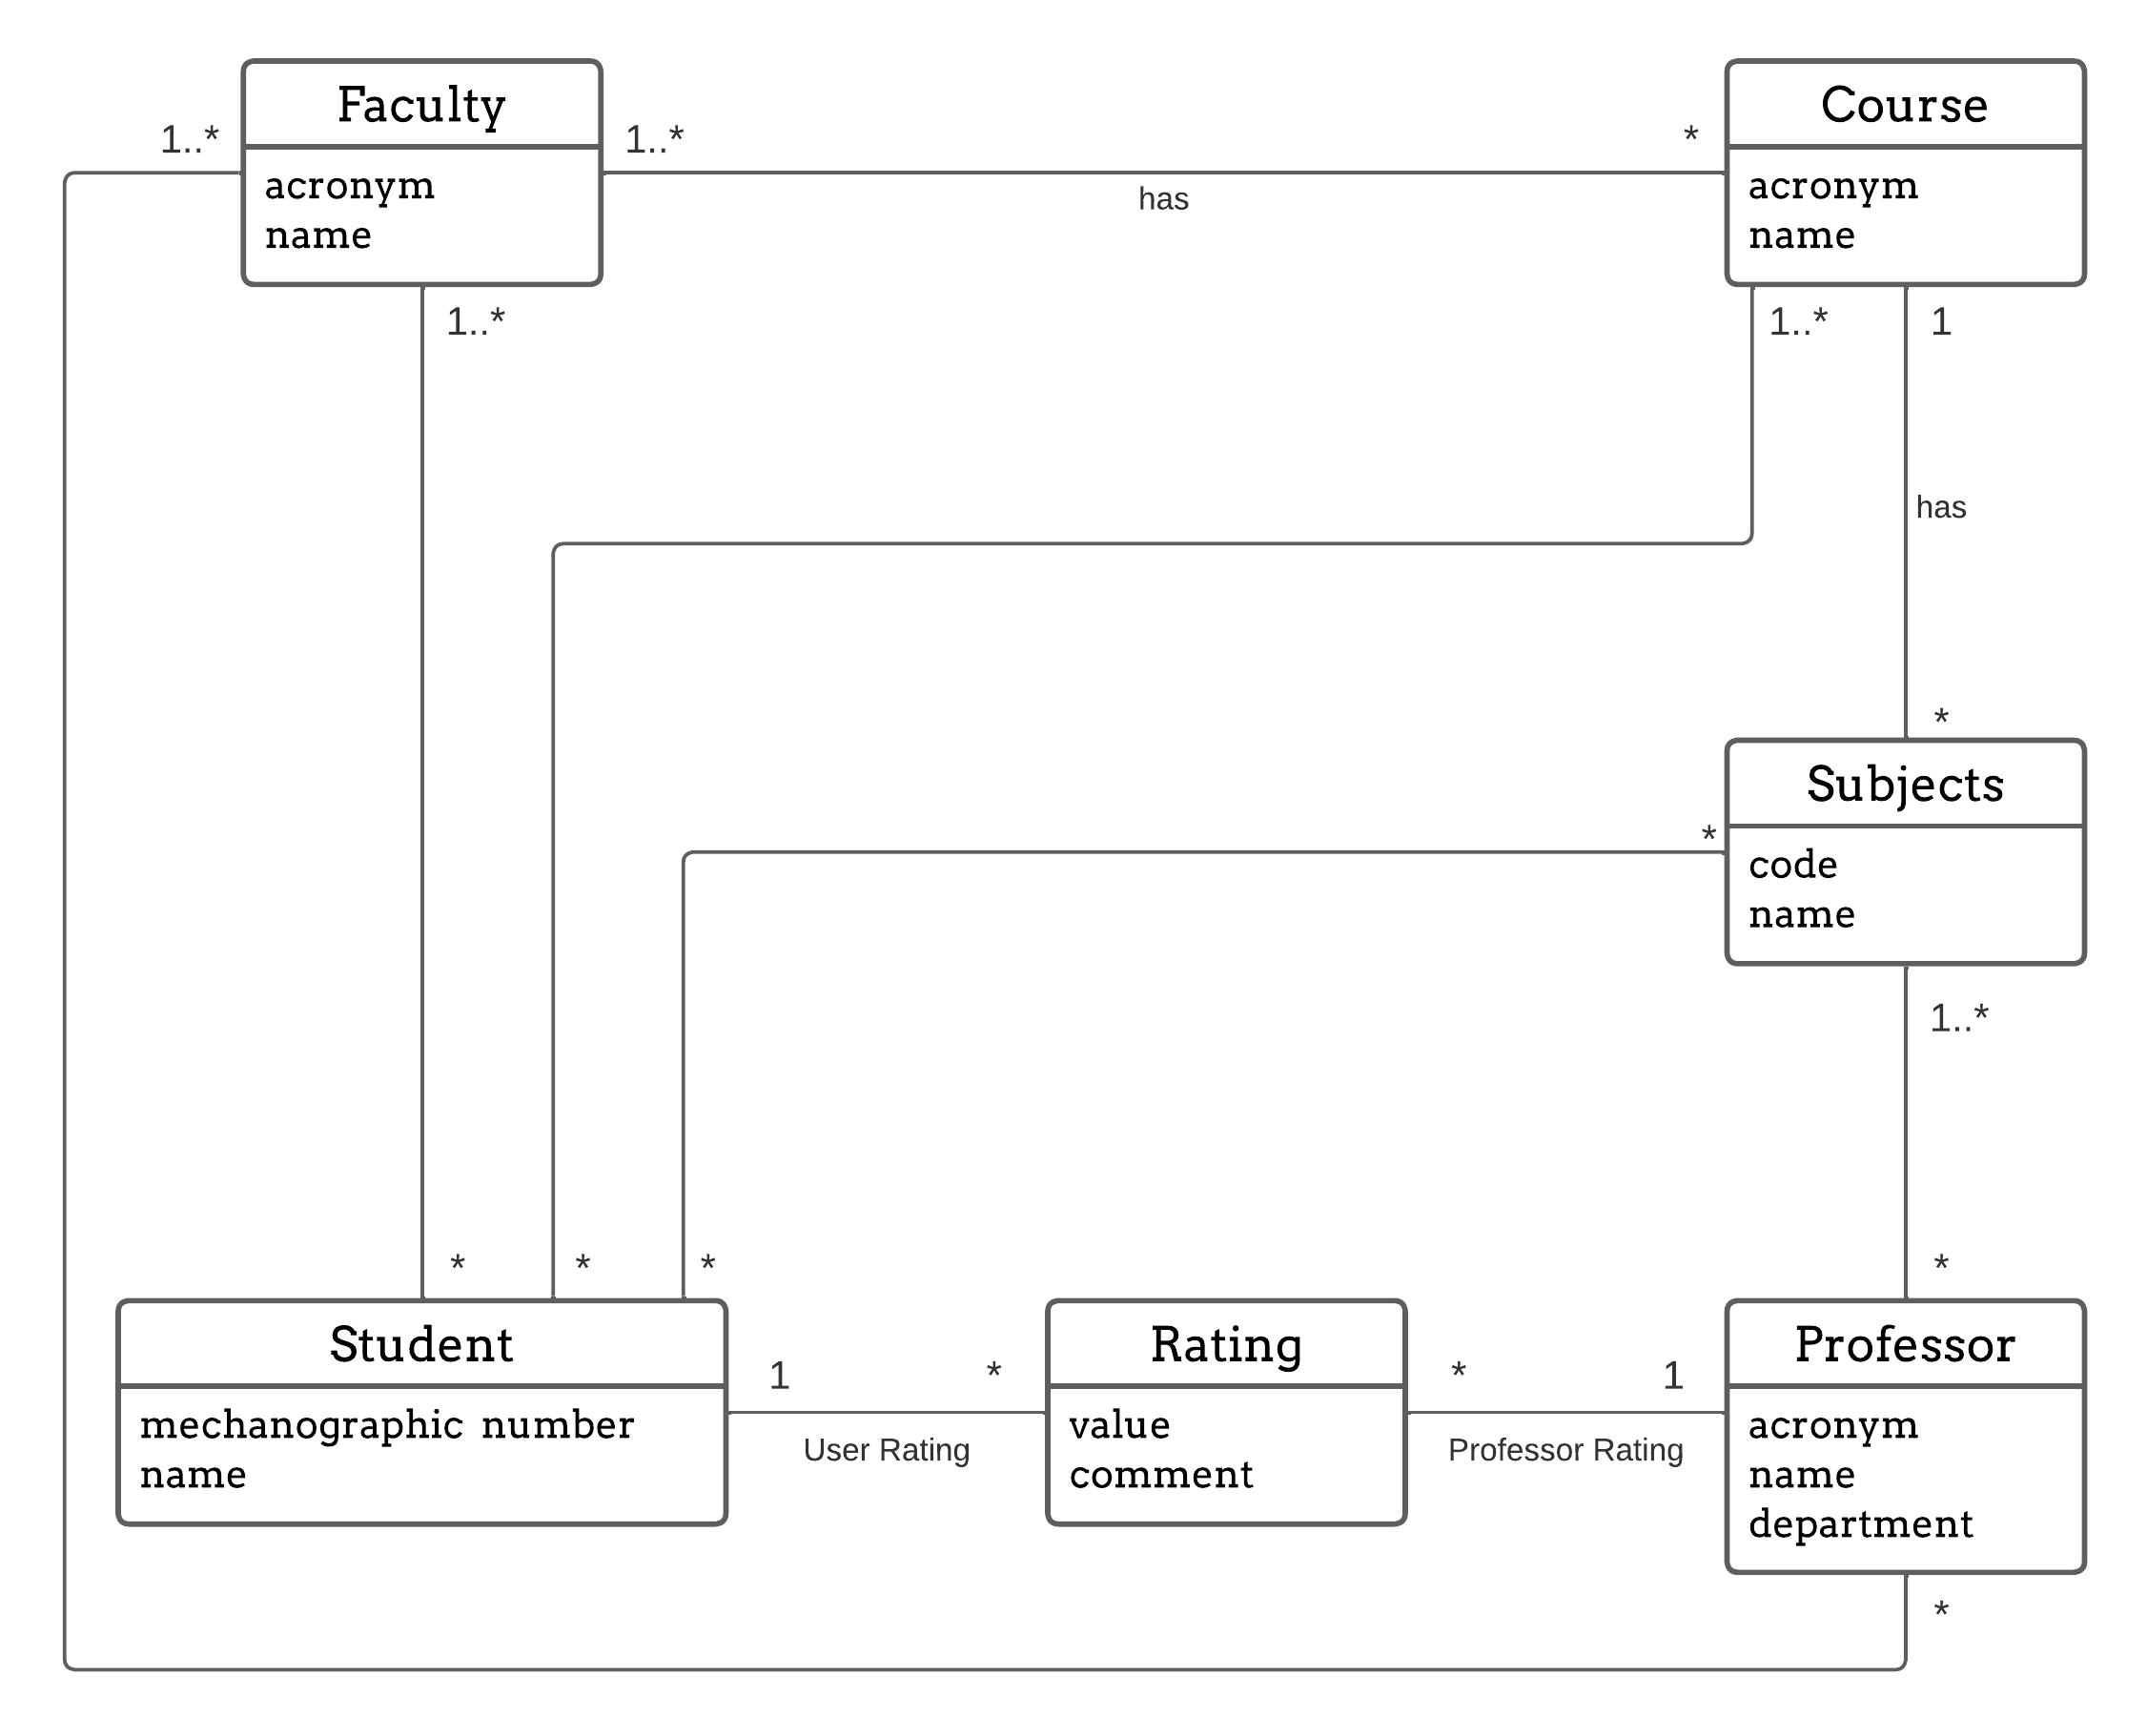 Faculty
acronym
name
1..*
1..*
has
*
Course
acronym
name
1..*
1..*
1
has
*
Subjects
code
name
*
1..*
*
*
*
*
Student
mechanographic number
name
1
*
User Rating
Rating
value
comment
*
1
Professor Rating
Professor
acronym
name
department
*